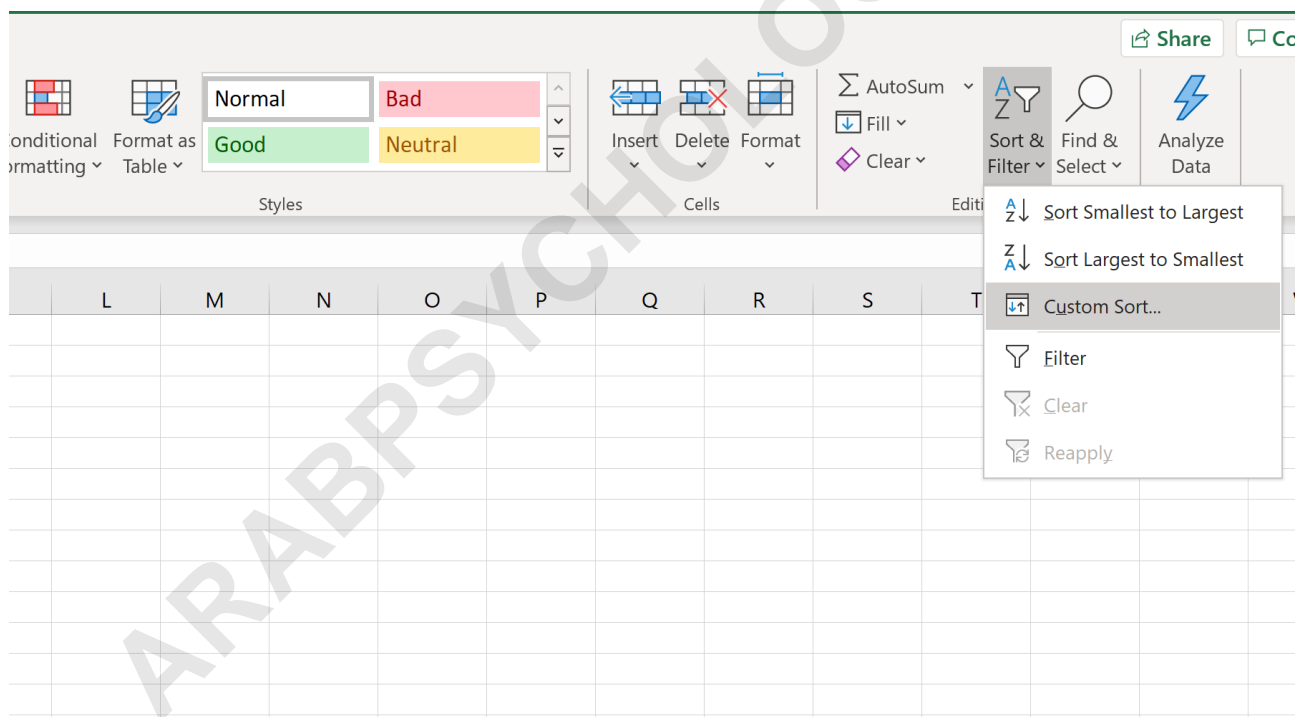 Share
Co
Normal
Bad
Good
Neutral
onditional
ormatting
Format as
Table
Styles
Insert
Delete
Format
Cells
AutoSum
Fill
Clear
Sort &
Filter
Find &
Select
Editi
Analyze
Data
Sort Smallest to Largest
Sort Largest to Smallest
Custom Sort...
Filter
Clear
Reapply
L M N O P Q R S T
ARABPSYCHOLO